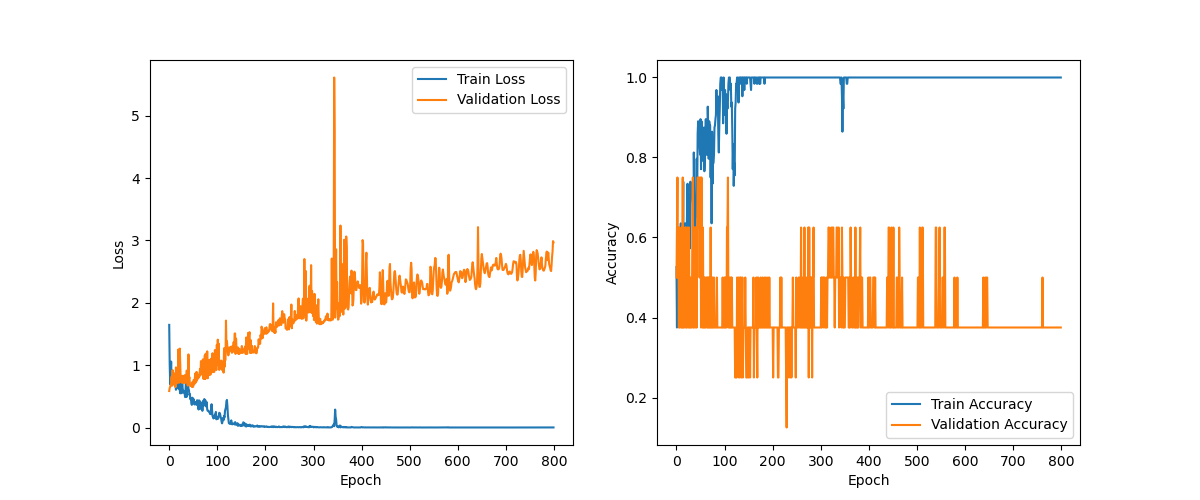 Train Loss
Validation Loss
5
4
3
2
1
0
Loss
0 100 200 300 400 500 600 700 800
Epoch
1.0
0.8
0.6
0.4
0.2
Accuracy
Train Accuracy
Validation Accuracy
0 100 200 300 400 500 600 700 800
Epoch